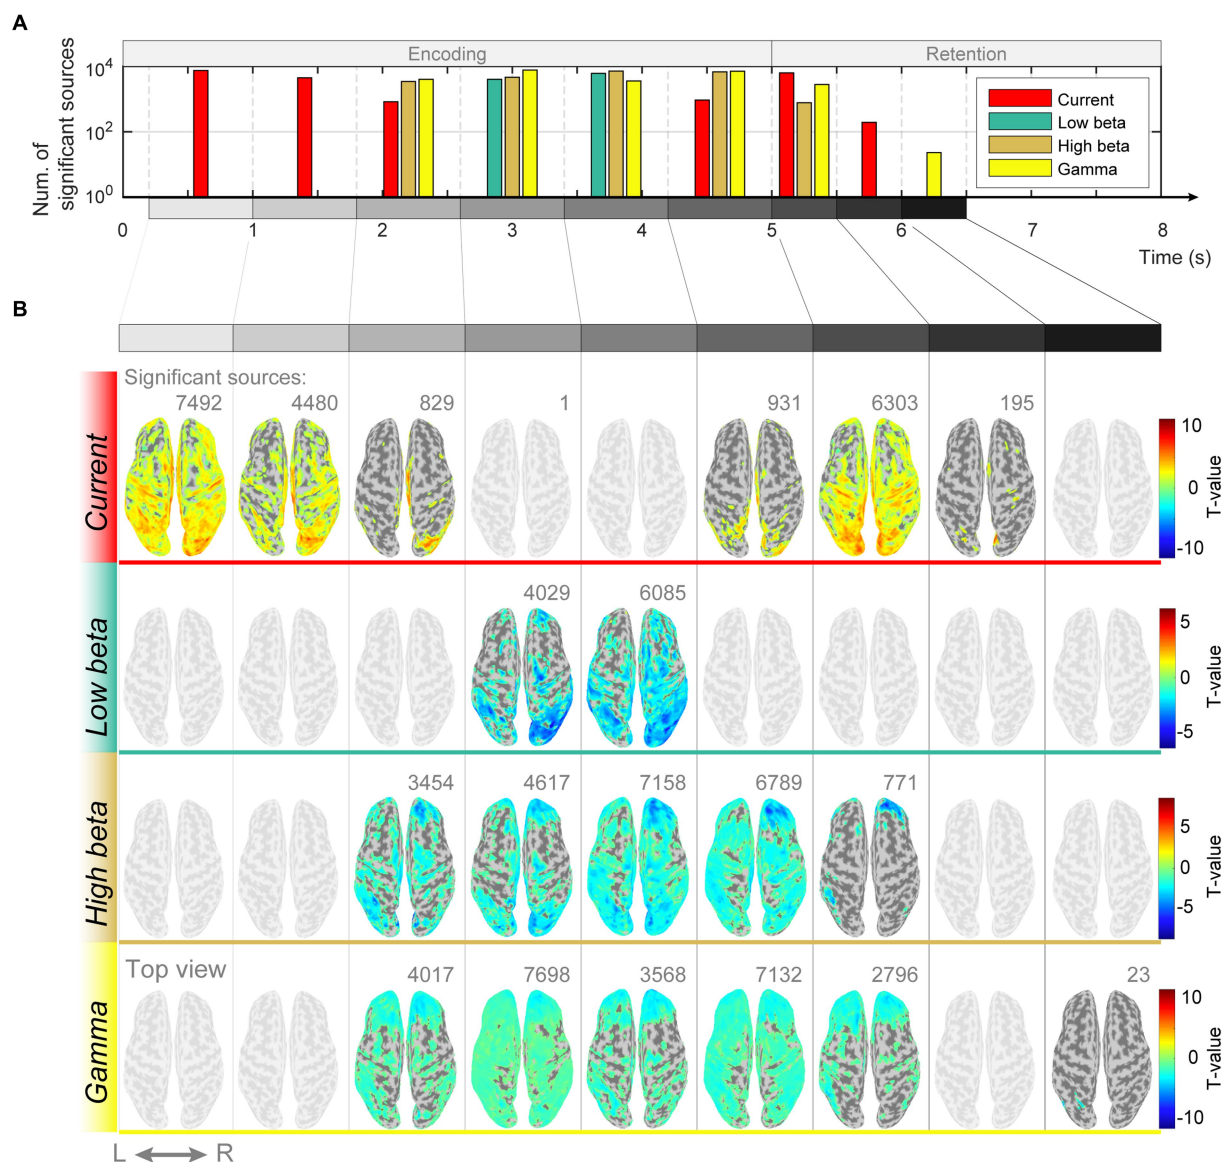 A
Encoding
Retention
Num. of
significant sources
10^4
10^2
10^0
Current
Low beta
High beta
Gamma
0 1 2 3 4 5 6 7 8
Time (s)
B
Significant sources:
7492 4480 829 1 931 6303 195
Current
10
0
-10
T-value
4029 6085
Low beta
5
0
-5
T-value
3454 4617 7158 6789 771
High beta
5
0
-5
T-value
Top view
4017 7698 3568 7132 2796 23
Gamma
10
0
-10
T-value
L R